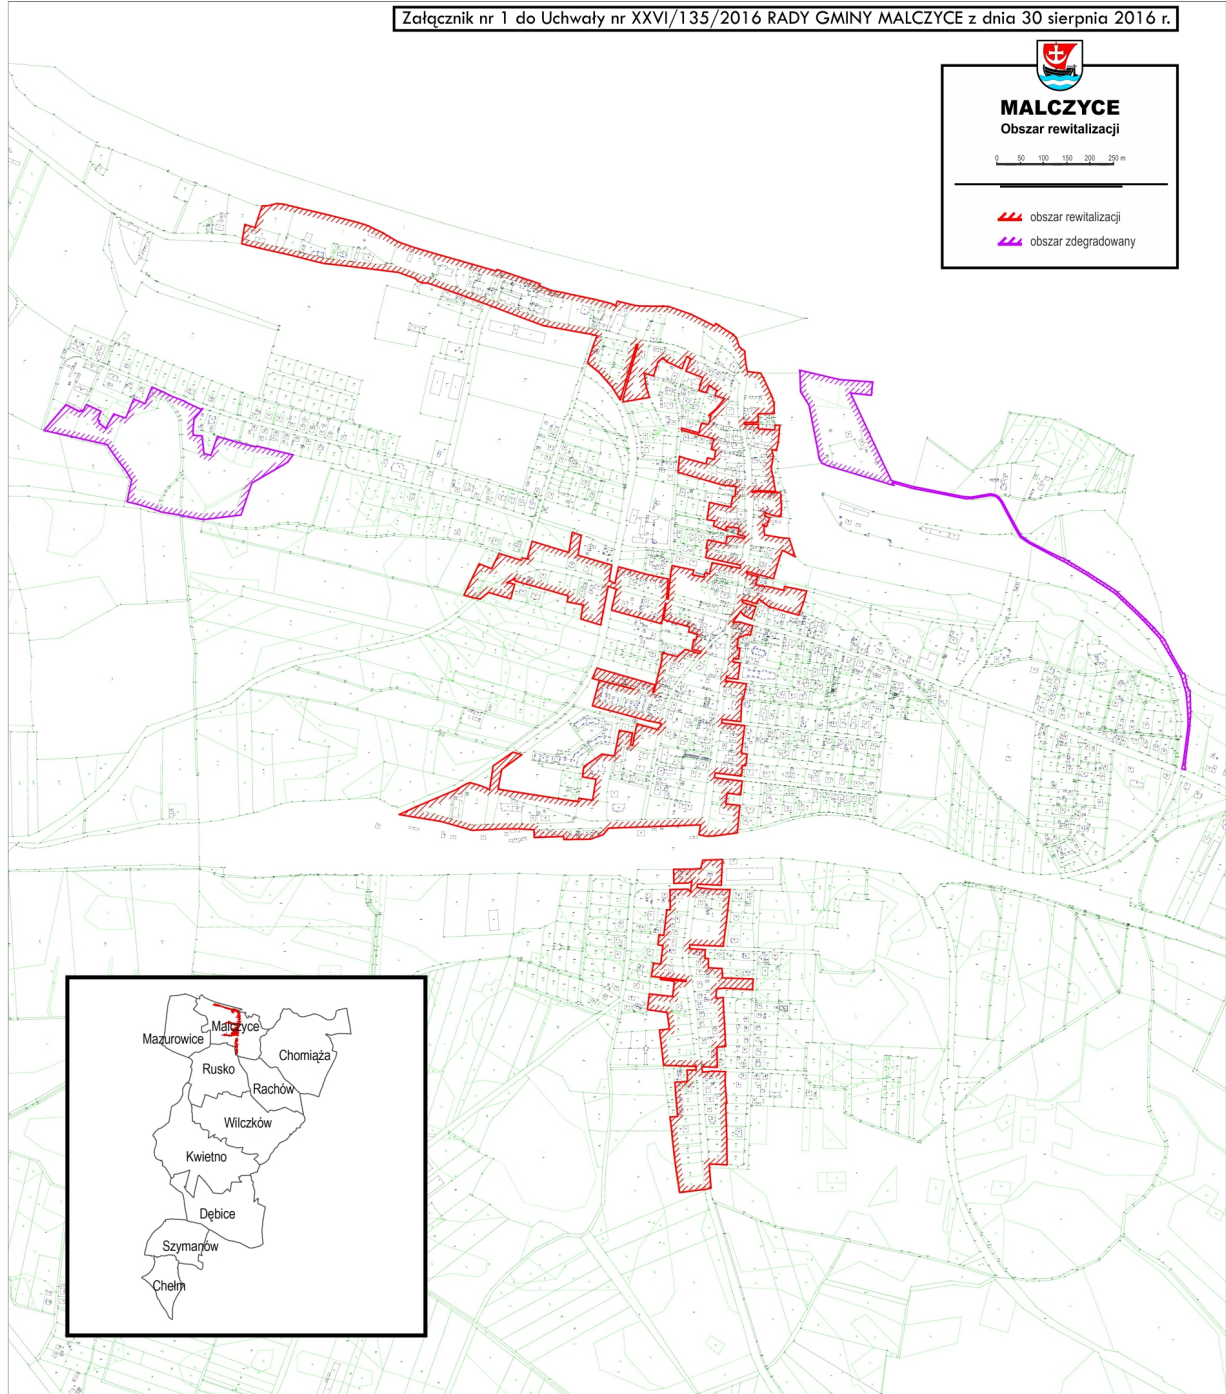 Załącznik nr 1 do Uchwały nr XXVI/135/2016 RADY GMINY MALCZYCE z dnia 30 sierpnia 2016 r.
MALCZYCE
Obszar rewitalizacji
0 50 100 150 200 250 m
obszar rewitalizacji
obszar zdegradowany
Malczyce
Mazurowice
Chomiąża
Rusko
Rachów
Wilczków
Kwietno
Dębice
Szymanów
Chełm